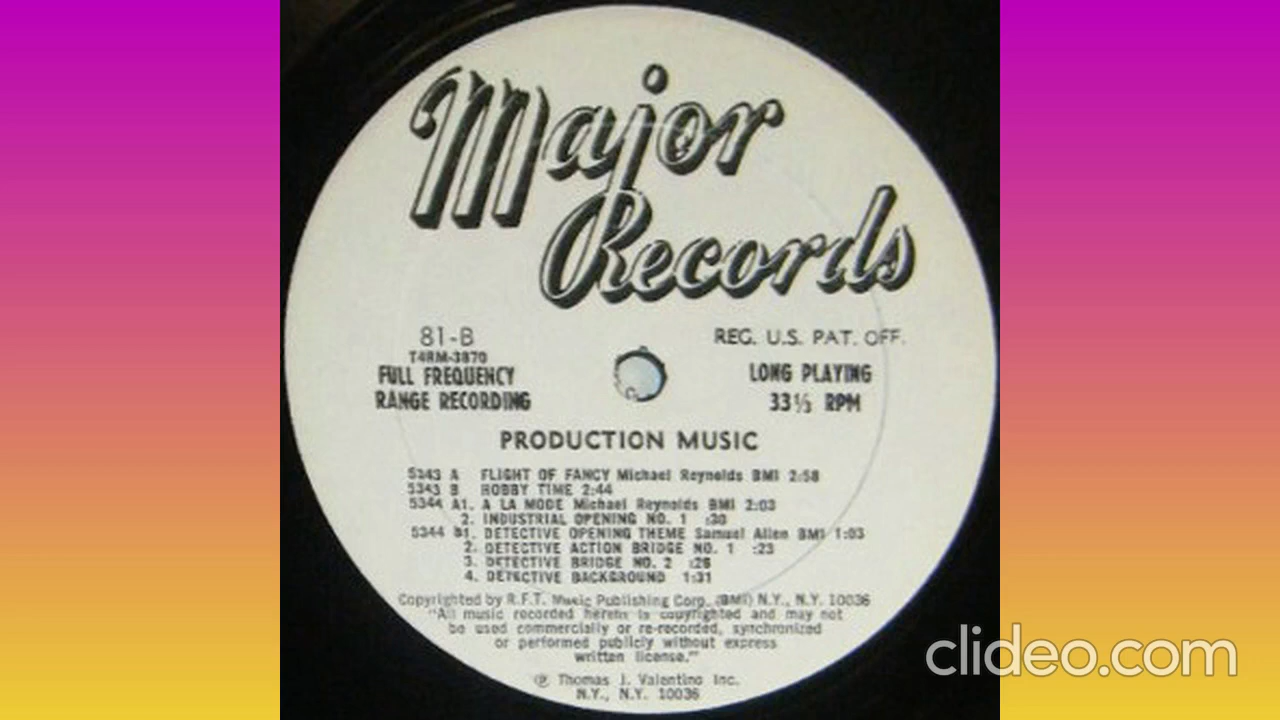 Major
Records
81-B
T4RM-3870
FULL FREQUENCY
RANGE RECORDING
REG. U.S. PAT. OFF.
LONG PLAYING
33⅓ RPM
PRODUCTION MUSIC
5343 A FLIGHT OF FANCY Michael Reynolds BMI 2:58
5343 B HOBBY TIME 2:44
5344 A1. A LA MODE Michael Reynolds BMI 2:03
2. INDUSTRIAL OPENING NO. 1 :30
5344 B1. DETECTIVE OPENING THEME Samuel Allen BMI 1:03
2. DETECTIVE ACTION BRIDGE NO. 1 :23
3. DETECTIVE BRIDGE NO. 2 :26
4. DETECTIVE BACKGROUND 1:31
Copyrighted by R.F.T. Music Publishing Corp. (BMI) N.Y., N.Y. 10036
"All music recorded herein is copyrighted and may not
be used commercially or re-recorded, synchronized
or performed publicly without express
written license."
℗ Thomas J. Valentino Inc.
N.Y., N.Y. 10036
clideo.com